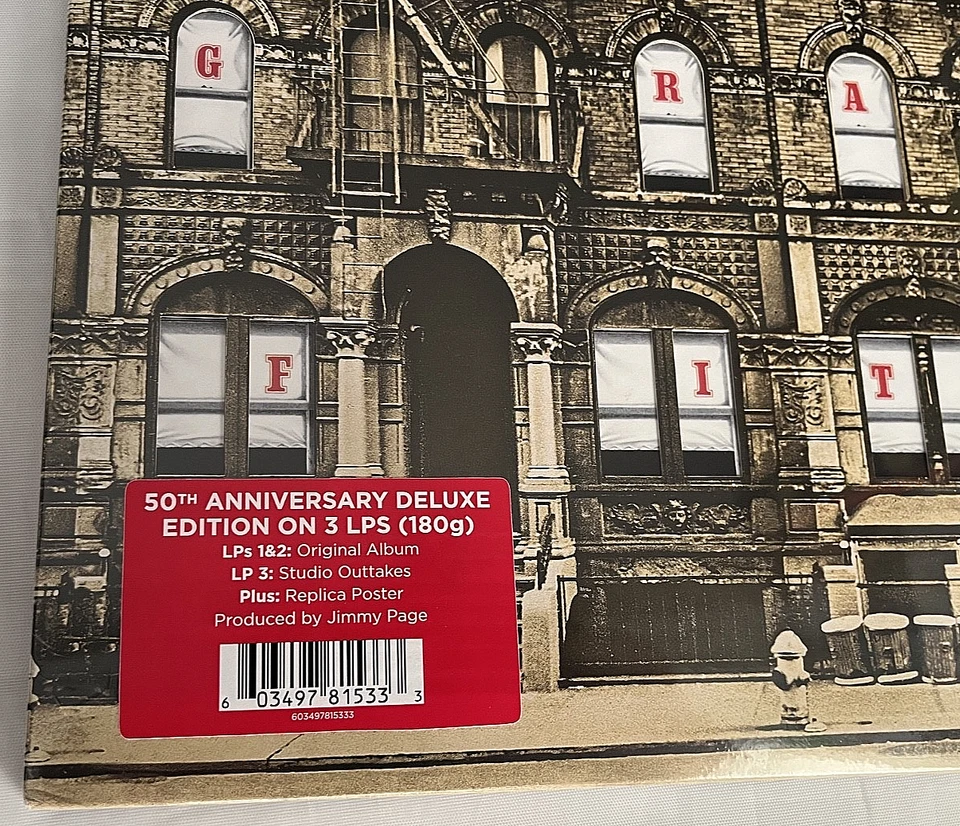 G R A
F I T
50TH ANNIVERSARY DELUXE
EDITION ON 3 LPS (180g)
LPs 1&2: Original Album
LP 3: Studio Outtakes
Plus: Replica Poster
Produced by Jimmy Page
6 03497 81533 3
603497815333